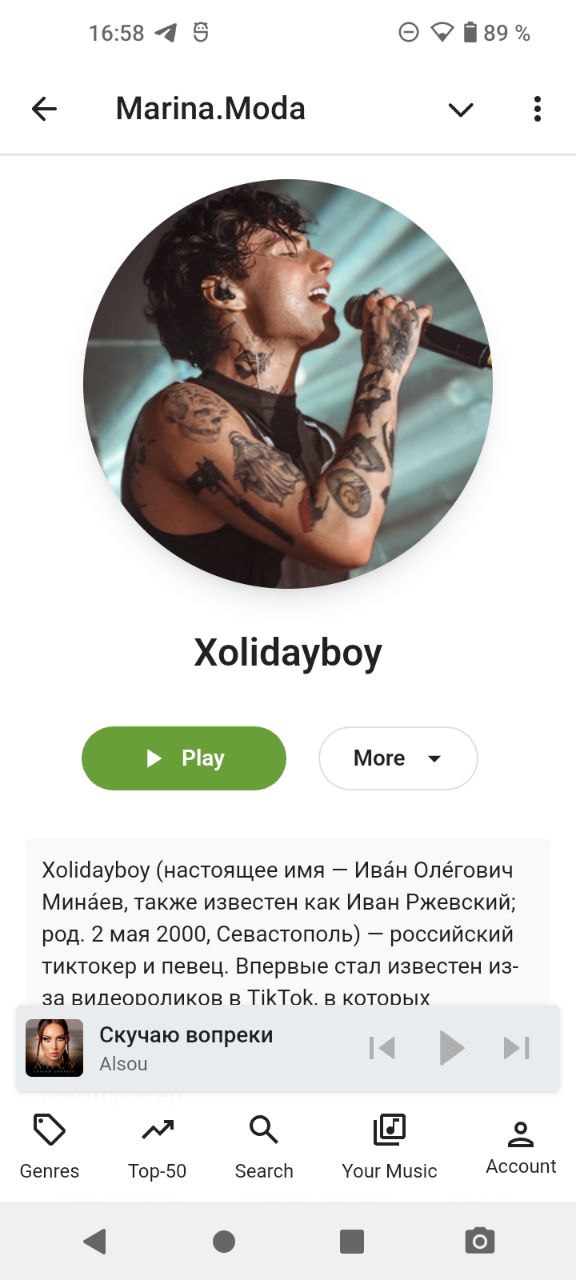 16:58
89 %
Marina.Moda
Xolidayboy
Play
More
Xolidayboy (настоящее имя — Ива́н Оле́гович
Мина́ев, также известен как Иван Ржевский;
род. 2 мая 2000, Севастополь) — российский
тиктокер и певец. Впервые стал известен из-
за видеороликов в TikTok, в которых
Скучаю вопреки
Alsou
Genres
Top-50
Search
Your Music
Account